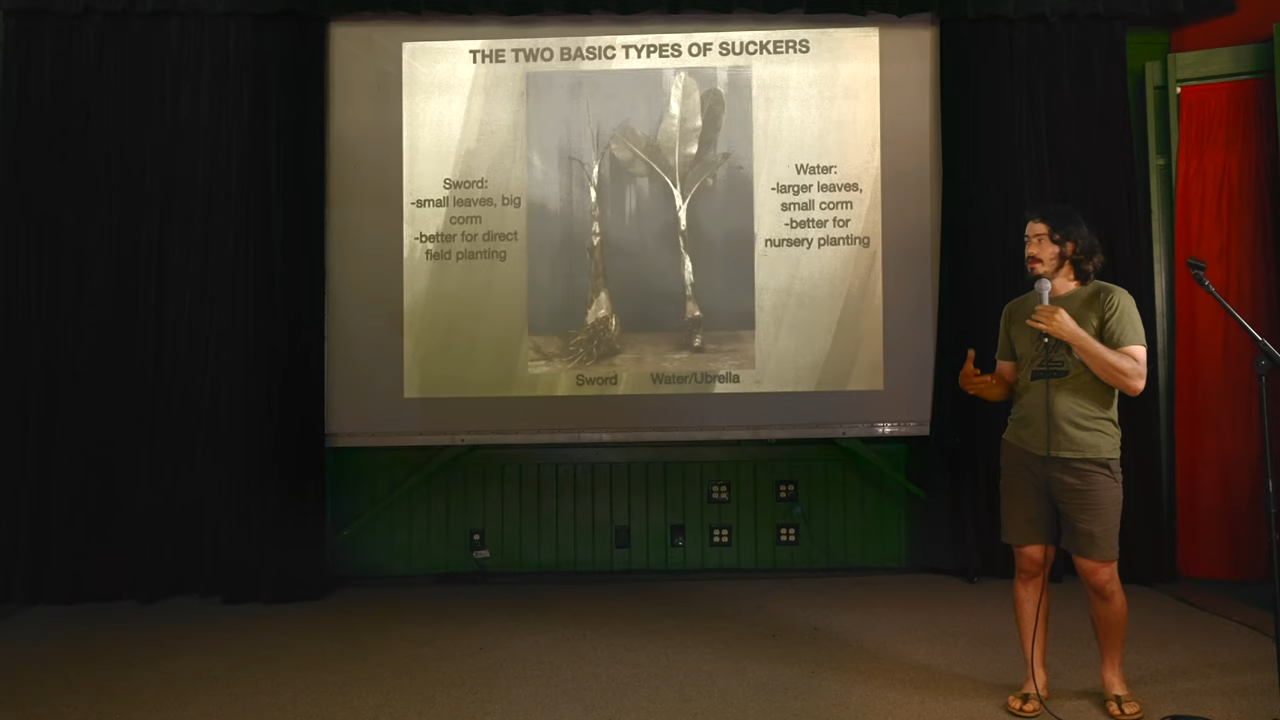 THE TWO BASIC TYPES OF SUCKERS
Sword:
-small leaves, big
corm
-better for direct
field planting
Water:
-larger leaves,
small corm
-better for
nursery planting
Sword
Water/Ubrella